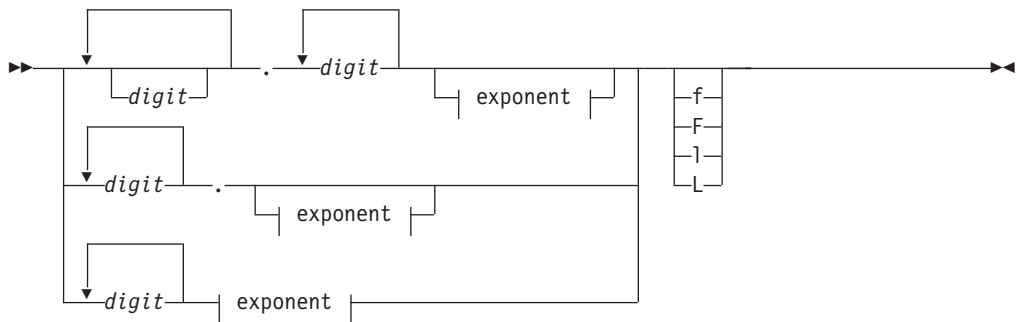 . digit
digit exponent f
F
l
digit . L
exponent
digit exponent